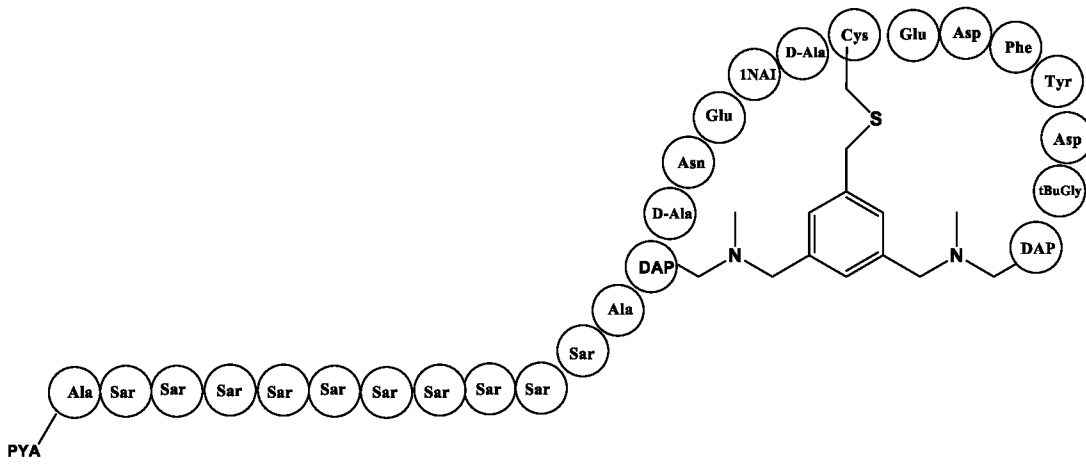 PYA
Ala
Sar
Sar
Sar
Sar
Sar
Sar
Sar
Sar
Sar
Sar
Ala
DAP
D-Ala
Asn
Glu
1NAI
D-Ala
Cys
Glu
Asp
Phe
Tyr
Asp
tBuGly
DAP
S
N
N